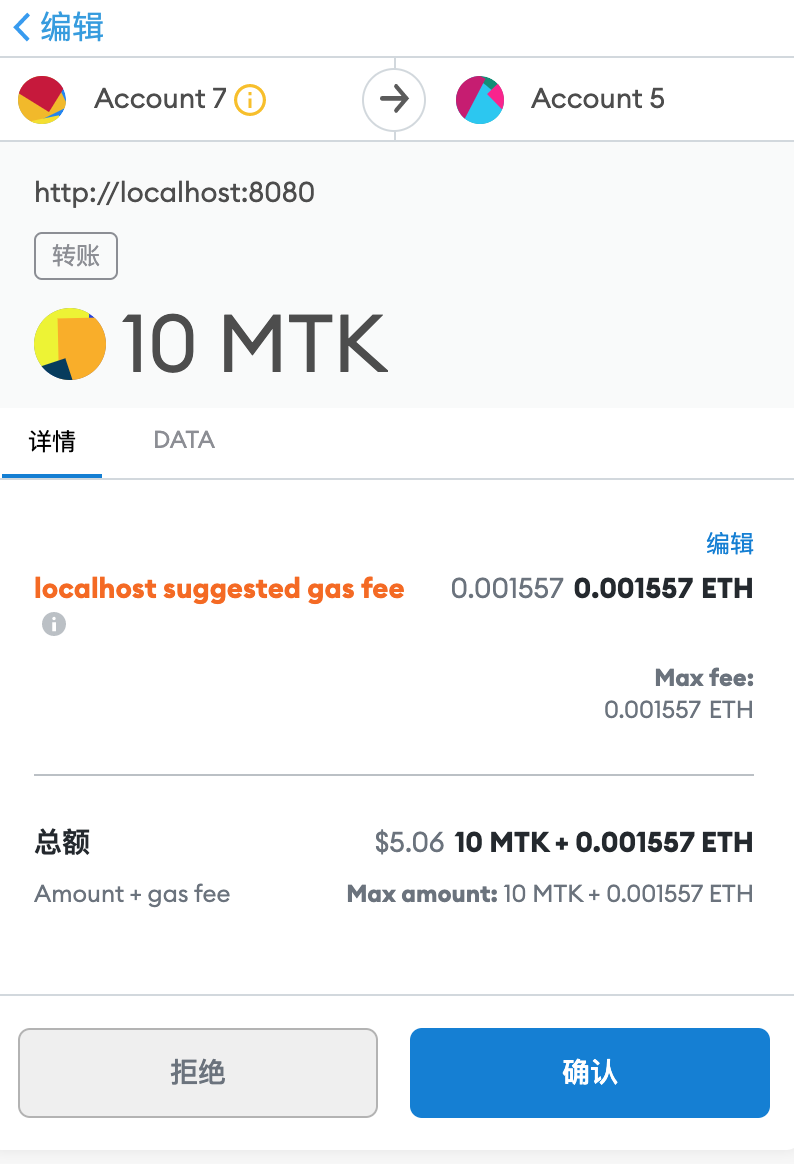 编辑
Account 7 Account 5
http://localhost:8080
转账
10 MTK
详情 DATA
编辑
localhost suggested gas fee 0.001557 0.001557 ETH
Max fee:
0.001557 ETH
总额 $5.06 10 MTK + 0.001557 ETH
Amount + gas fee Max amount: 10 MTK + 0.001557 ETH
拒绝 确认